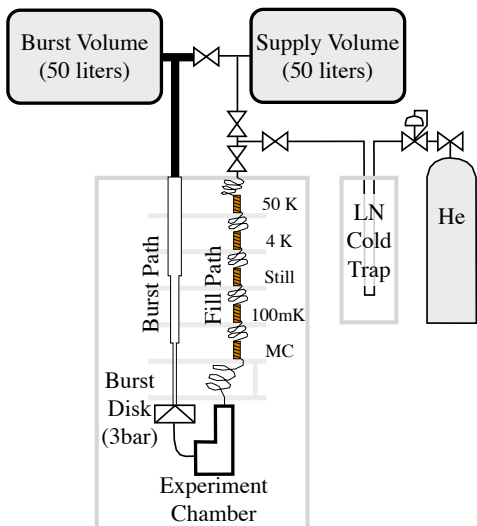 Burst Volume
(50 liters)
Supply Volume
(50 liters)
50 K
4 K
Still
100mK
MC
Burst Path
Fill Path
LN
Cold
Trap
He
Burst
Disk
(3bar)
Experiment
Chamber